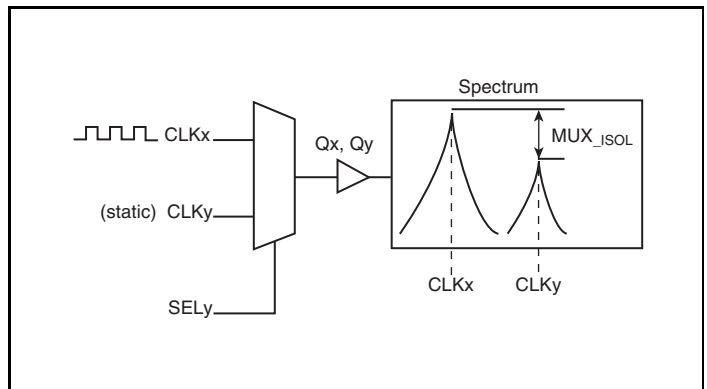 Spectrum
CLKx
Qx, Qy
MUX_ISOL
(static) CLKy
CLKx
CLKy
SELy